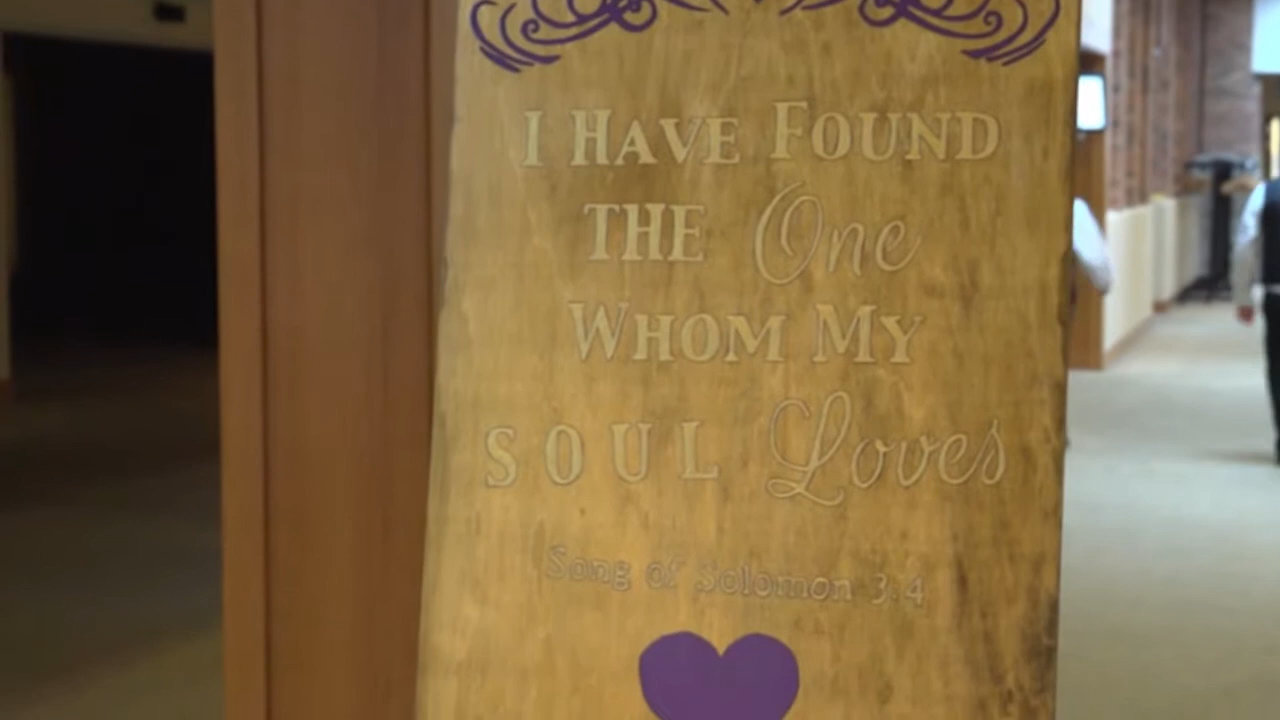 I HAVE FOUND
THE One
WHOM MY
SOUL Loves
Song of Solomon 3:4